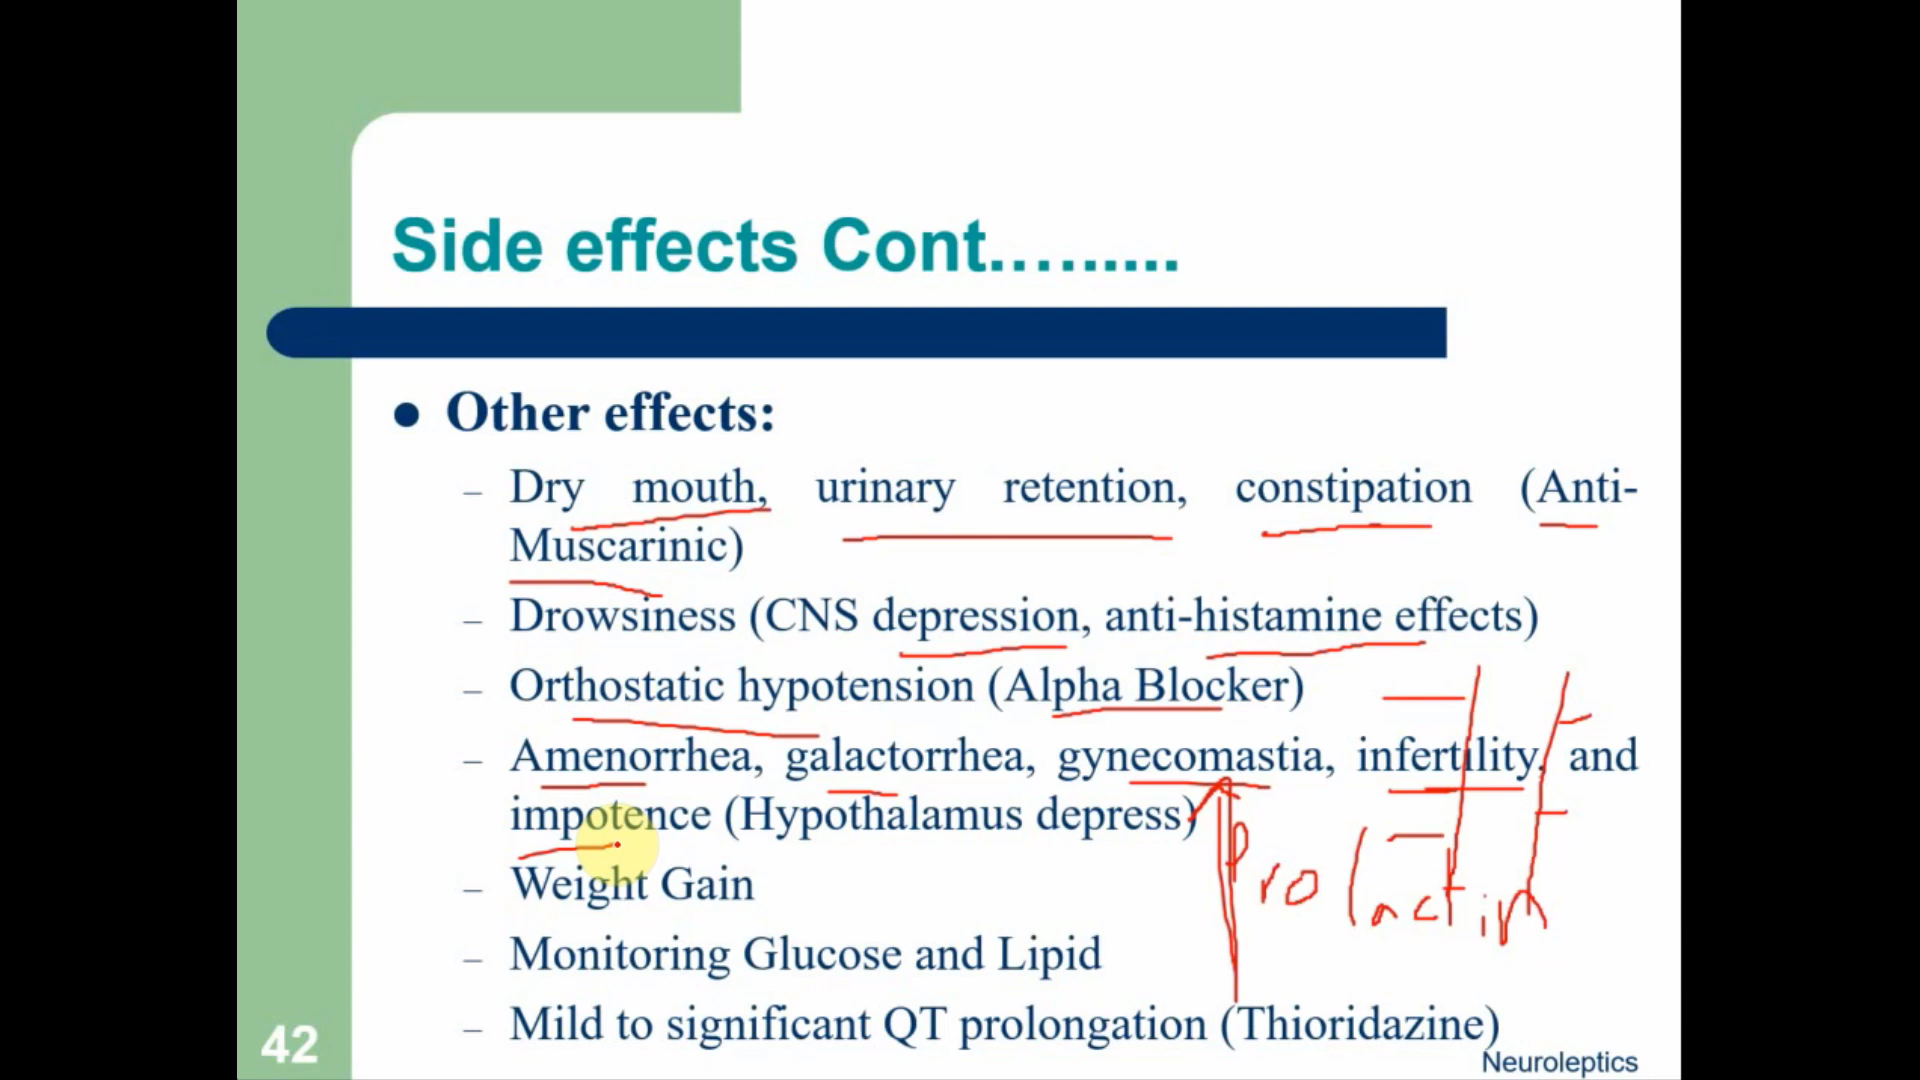 Side effects Cont..........
● Other effects:
– Dry mouth, urinary retention, constipation (Anti-
Muscarinic)
– Drowsiness (CNS depression, anti-histamine effects)
– Orthostatic hypotension (Alpha Blocker)
– Amenorrhea, galactorrhea, gynecomastia, infertility, and
impotence (Hypothalamus depress)
Prolactin
– Weight Gain
– Monitoring Glucose and Lipid
– Mild to significant QT prolongation (Thioridazine)
42
Neuroleptics